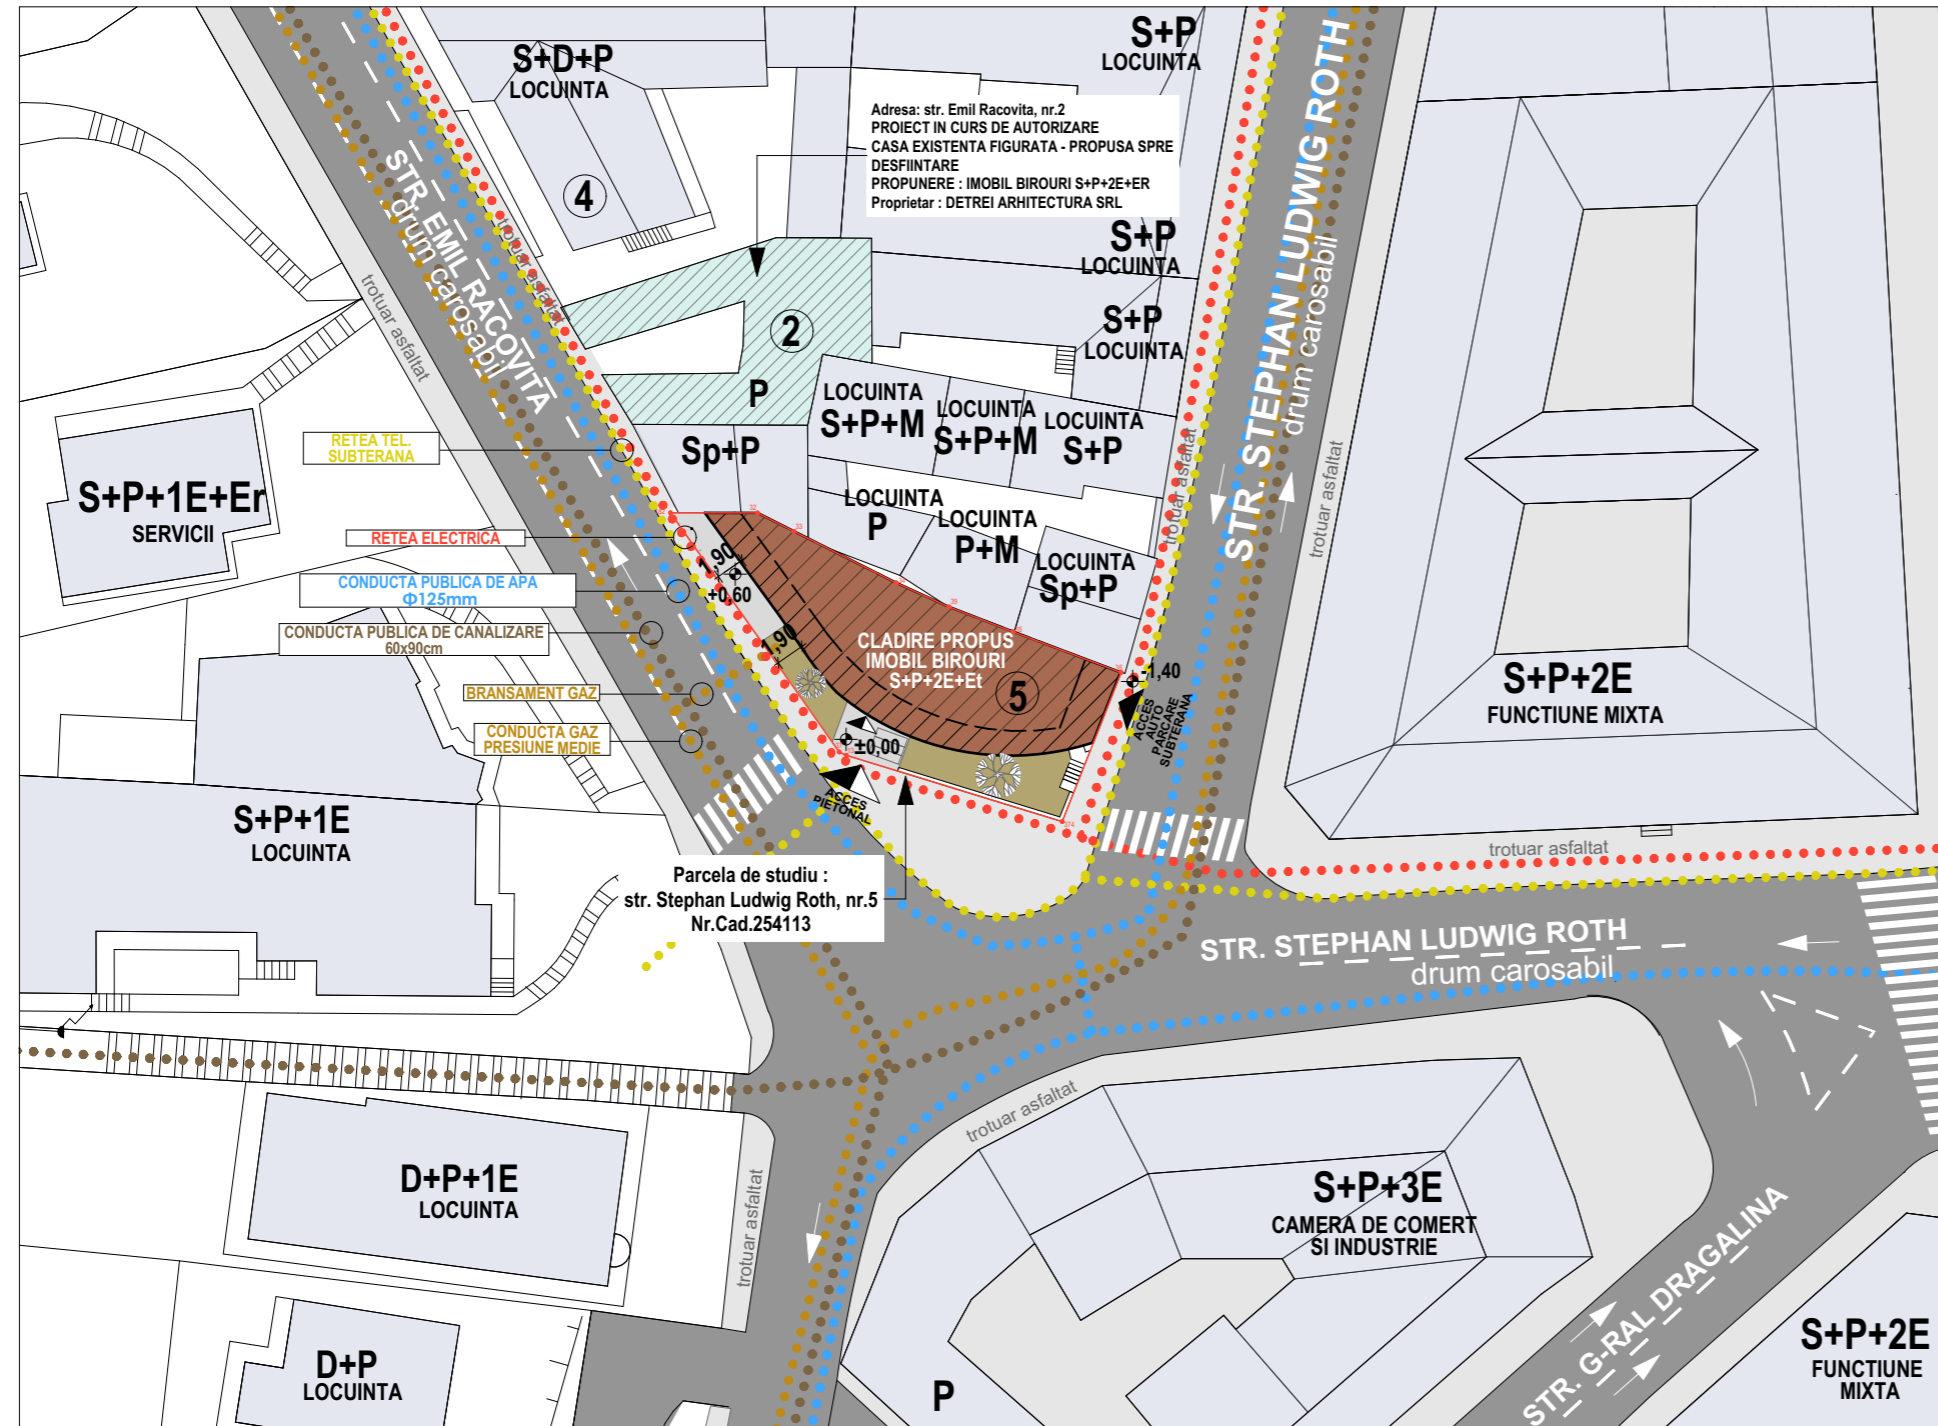 S+D+P
LOCUINTA
4
S+P
LOCUINTA
Adresa: str. Emil Racovita, nr.2
PROIECT IN CURS DE AUTORIZARE
CASA EXISTENTA FIGURATA - PROPUSA SPRE
DESFIINTARE
PROPUNERE : IMOBIL BIROURI S+P+2E+ER
Proprietar : DETREI ARHITECTURA SRL
STR. EMIL RACOVITA
drum carosabil
trotuar asfaltat
trotuar asfaltat
STR. STEPHAN LUDWIG ROTH
drum carosabil
trotuar asfaltat
trotuar asfaltat
S+P
LOCUINTA
S+P
LOCUINTA
2
P
LOCUINTA
S+P+M
LOCUINTA
S+P+M
LOCUINTA
S+P
Sp+P
LOCUINTA
P
LOCUINTA
P+M
LOCUINTA
Sp+P
RETEA TEL.
SUBTERANA
S+P+1E+Er
SERVICII
RETEA ELECTRICA
CONDUCTA PUBLICA DE APA
Φ125mm
CONDUCTA PUBLICA DE CANALIZARE
60x90cm
BRANSAMENT GAZ
CONDUCTA GAZ
PRESIUNE MEDIE
1,90
+0,60
1,90
CLADIRE PROPUS
IMOBIL BIROURI
S+P+2E+Et
5
-1,40
ACCES
AUTO
PARCARE
SUBTERANA
±0,00
ACCES
PIETONAL
S+P+2E
FUNCTIUNE MIXTA
S+P+1E
LOCUINTA
Parcela de studiu :
str. Stephan Ludwig Roth, nr.5
Nr.Cad.254113
trotuar asfaltat
STR. STEPHAN LUDWIG ROTH
drum carosabil
trotuar asfaltat
D+P+1E
LOCUINTA
trotuar asfaltat
S+P+3E
CAMERA DE COMERT
SI INDUSTRIE
STR. G-RAL DRAGALINA
D+P
LOCUINTA
P
S+P+2E
FUNCTIUNE
MIXTA